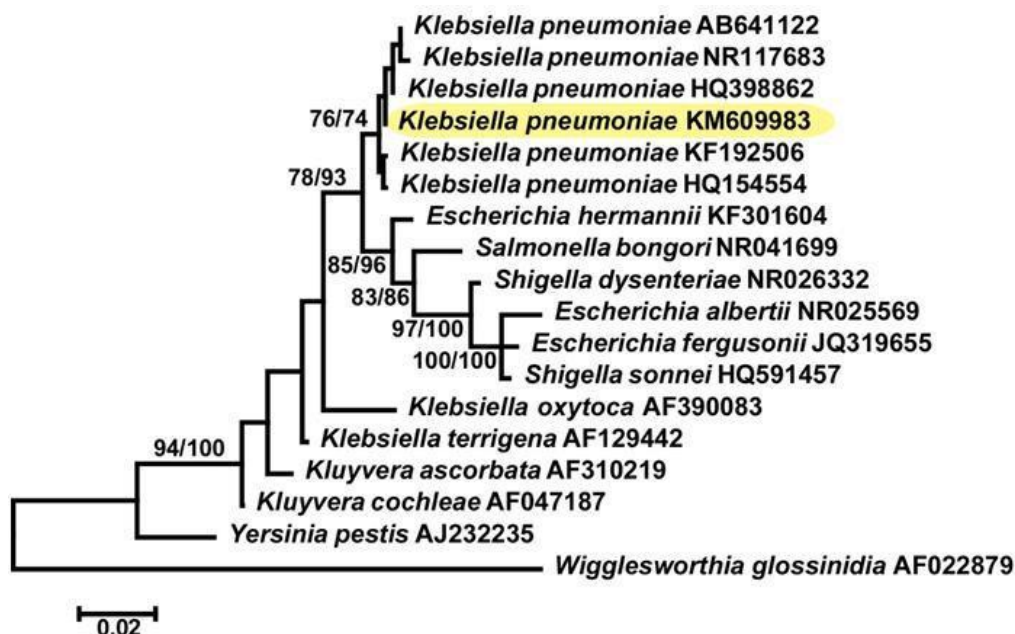 Klebsiella pneumoniae AB641122
Klebsiella pneumoniae NR117683
Klebsiella pneumoniae HQ398862
76/74
Klebsiella pneumoniae KM609983
Klebsiella pneumoniae KF192506
78/93
Klebsiella pneumoniae HQ154554
Escherichia hermannii KF301604
Salmonella bongori NR041699
85/96
Shigella dysenteriae NR026332
83/86
Escherichia albertii NR025569
97/100
Escherichia fergusonii JQ319655
100/100
Shigella sonnei HQ591457
Klebsiella oxytoca AF390083
Klebsiella terrigena AF129442
94/100
Kluyvera ascorbata AF310219
Kluyvera cochleae AF047187
Yersinia pestis AJ232235
Wigglesworthia glossinidia AF022879
0.02